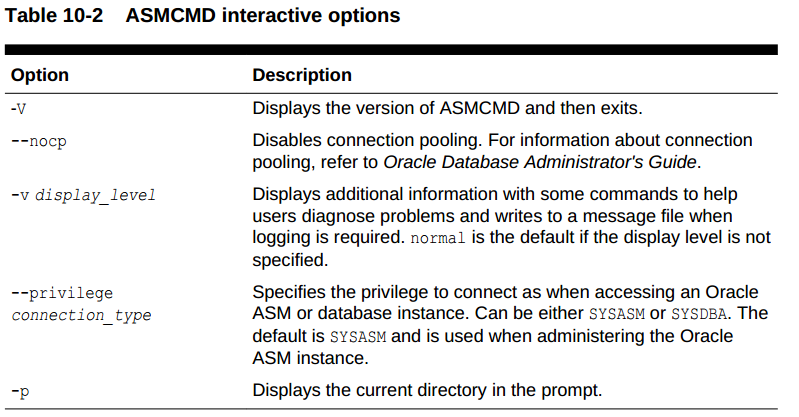 Table 10-2 ASMCMD interactive options
Option Description
-V Displays the version of ASMCMD and then exits.
--nocp Disables connection pooling. For information about connection
pooling, refer to Oracle Database Administrator's Guide.
-v display_level Displays additional information with some commands to help
users diagnose problems and writes to a message file when
logging is required. normal is the default if the display level is not
specified.
--privilege Specifies the privilege to connect as when accessing an Oracle
connection_type ASM or database instance. Can be either SYSASM or SYSDBA. The
default is SYSASM and is used when administering the Oracle
ASM instance.
-p Displays the current directory in the prompt.